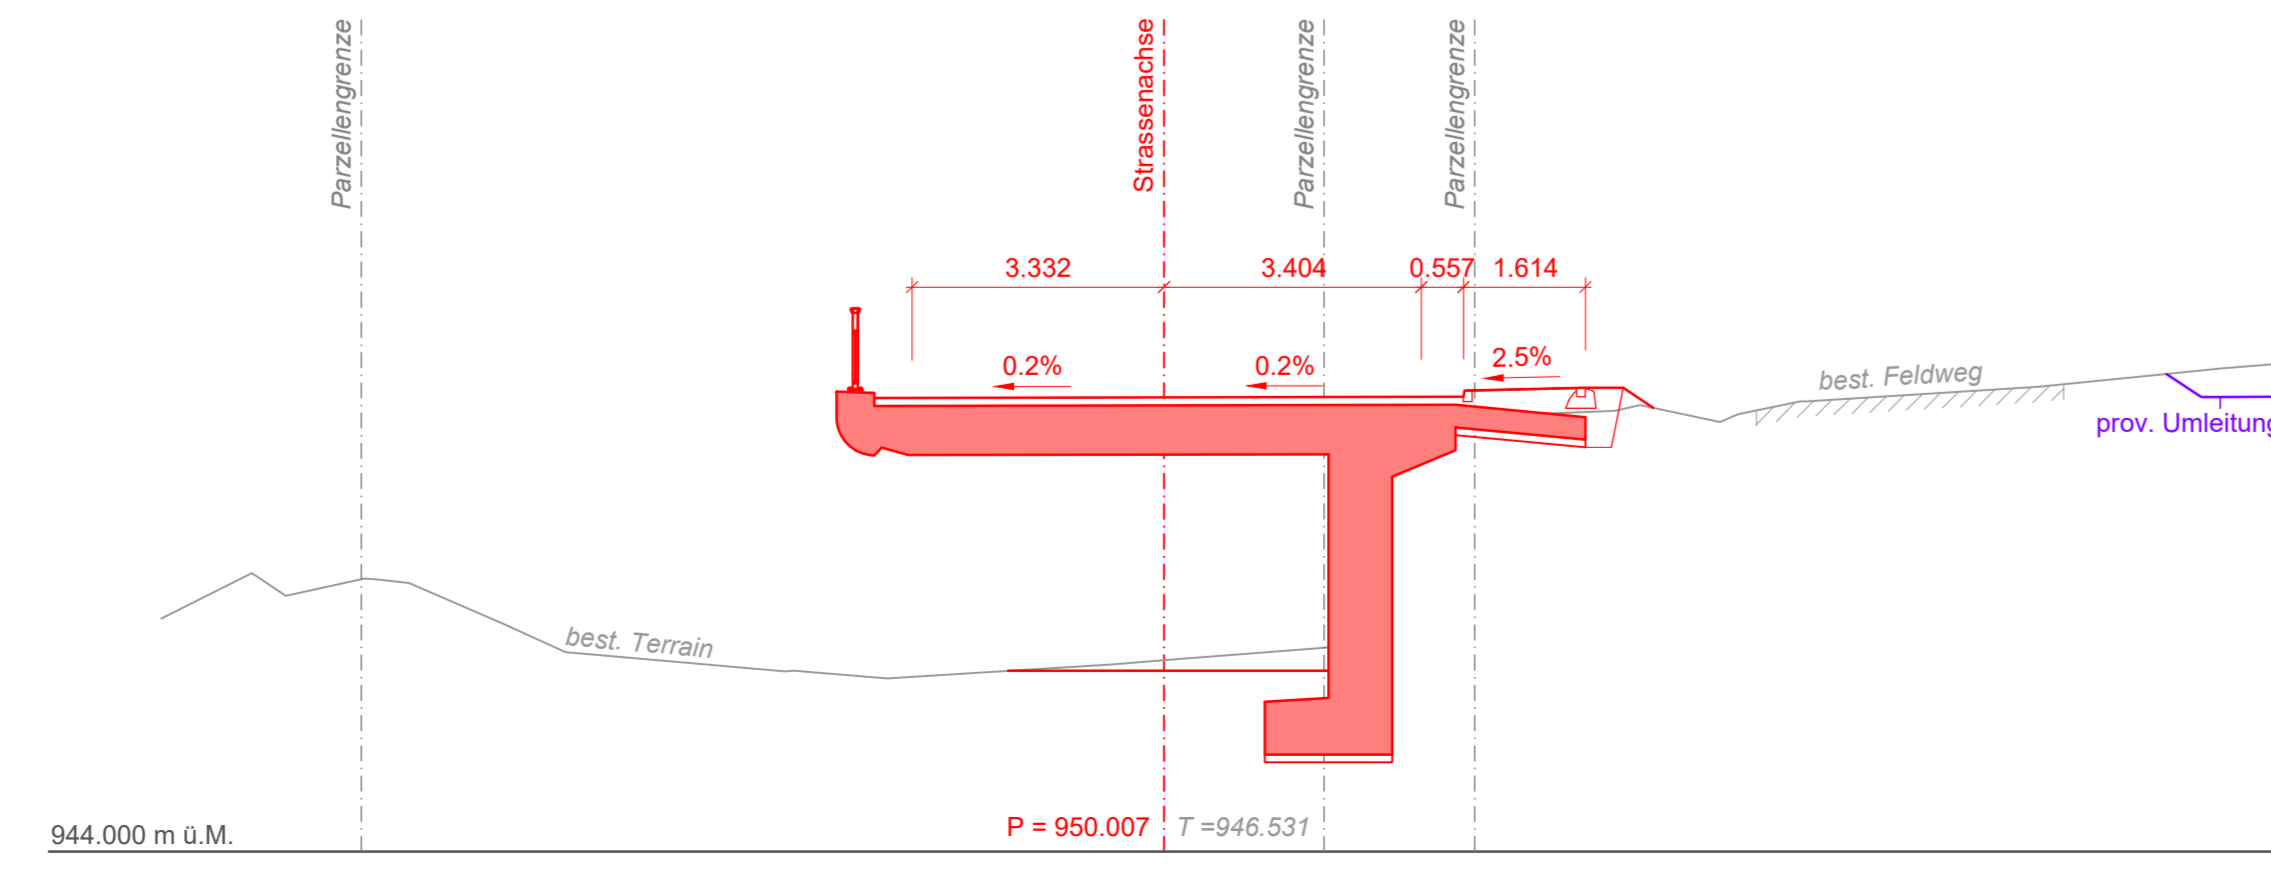 Parzellengrenze
Strassenachse
Parzellengrenze
Parzellengrenze
3.332
3.404
0.557
1.614
0.2%
0.2%
2.5%
best. Feldweg
prov. Umleitung
best. Terrain
944.000 m ü.M.
P = 950.007
T =946.531